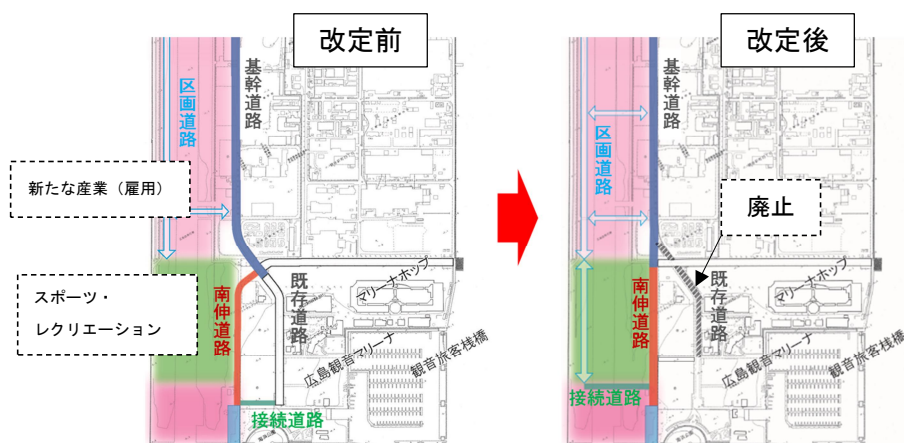 改定前
基幹道路
区画道路
新たな産業（雇用）
スポーツ・
レクリエーション
南伸道路
既存道路
マリーナホップ
広島観音マリーナ
観音旅客桟橋
接続道路
改定後
基幹道路
区画道路
廃止
南伸道路
既存道路
マリーナホップ
広島観音マリーナ
観音旅客桟橋
接続道路